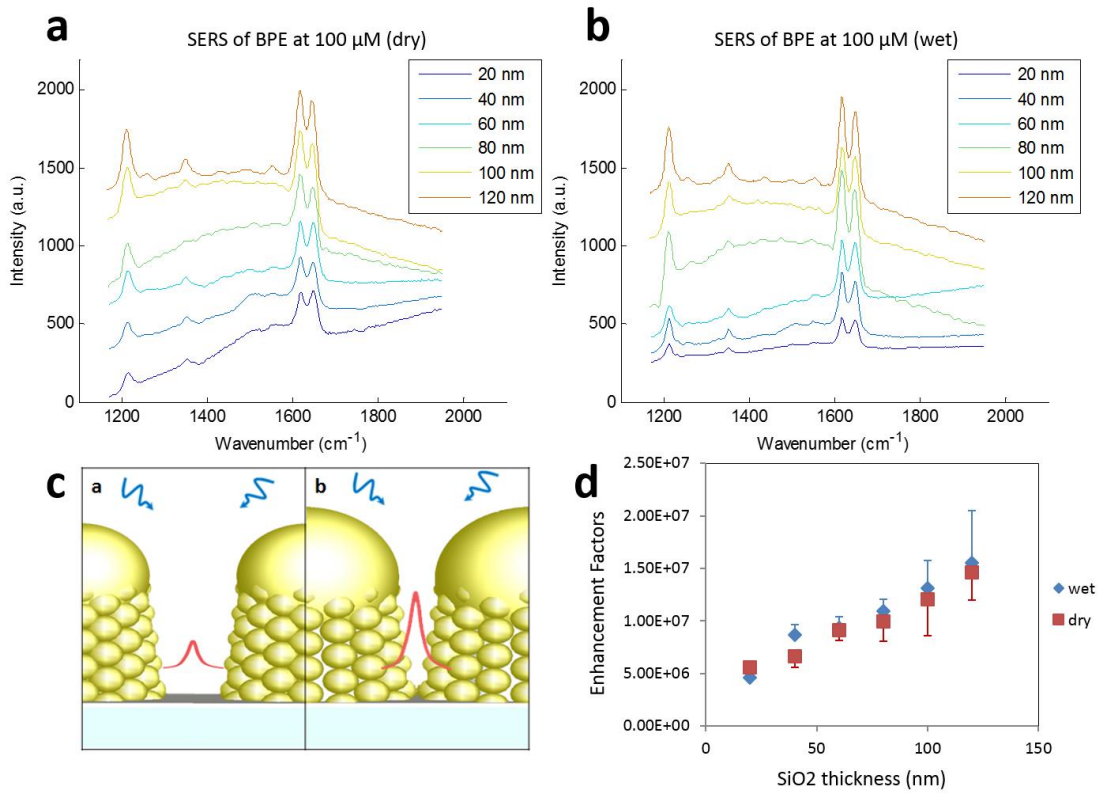 a
SERS of BPE at 100 µM (dry)
Intensity (a.u.)
2000
1500
1000
500
0
1200
1400
1600
1800
2000
Wavenumber (cm⁻¹)
20 nm
40 nm
60 nm
80 nm
100 nm
120 nm
b
SERS of BPE at 100 µM (wet)
Intensity (a.u.)
2000
1500
1000
500
0
1200
1400
1600
1800
2000
Wavenumber (cm⁻¹)
20 nm
40 nm
60 nm
80 nm
100 nm
120 nm
c
a
b
d
Enhancement Factors
2.50E+07
2.00E+07
1.50E+07
1.00E+07
5.00E+06
0.00E+00
0
50
100
150
SiO2 thickness (nm)
wet
dry